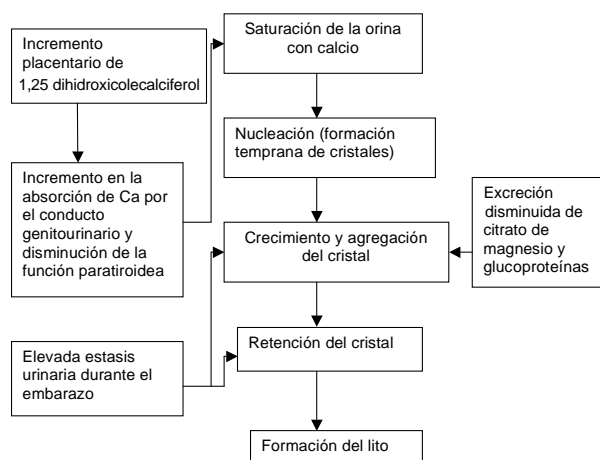 Incremento
placentario de
1,25 dihidroxicolecalciferol
Saturación de la orina
con calcio
Nucleación (formación
temprana de cristales)
Incremento en la
absorción de Ca por
el conducto
genitourinario y
disminución de la
función paratiroidea
Crecimiento y agregación
del cristal
Excreción
disminuida de
citrato de
magnesio y
glucoproteínas
Elevada estasis
urinaria durante el
embarazo
Retención del cristal
Formación del lito